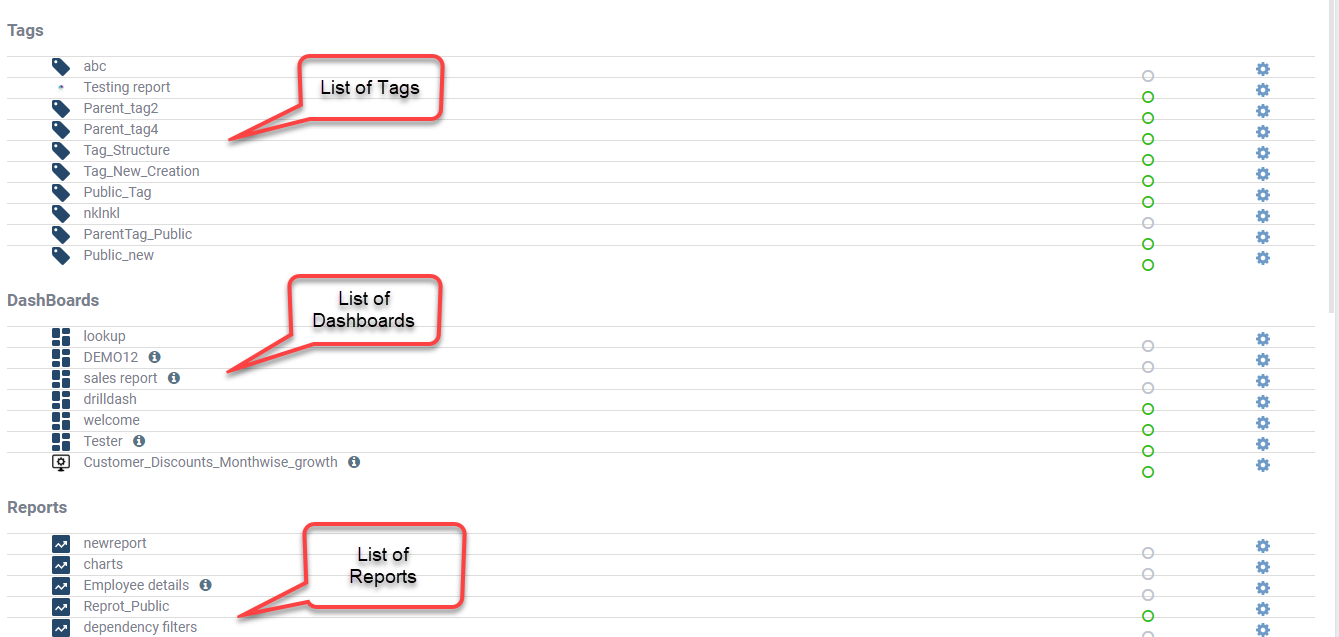 Tags
abc
Testing report
Parent_tag2
Parent_tag4
Tag_Structure
Tag_New_Creation
Public_Tag
nklnkl
ParentTag_Public
Public_new
List of Tags
DashBoards
lookup
DEMO12
sales report
drilldash
welcome
Tester
Customer_Discounts_Monthwise_growth
List of
Dashboards
Reports
newreport
charts
Employee details
Reprot_Public
dependency filters
List of
Reports